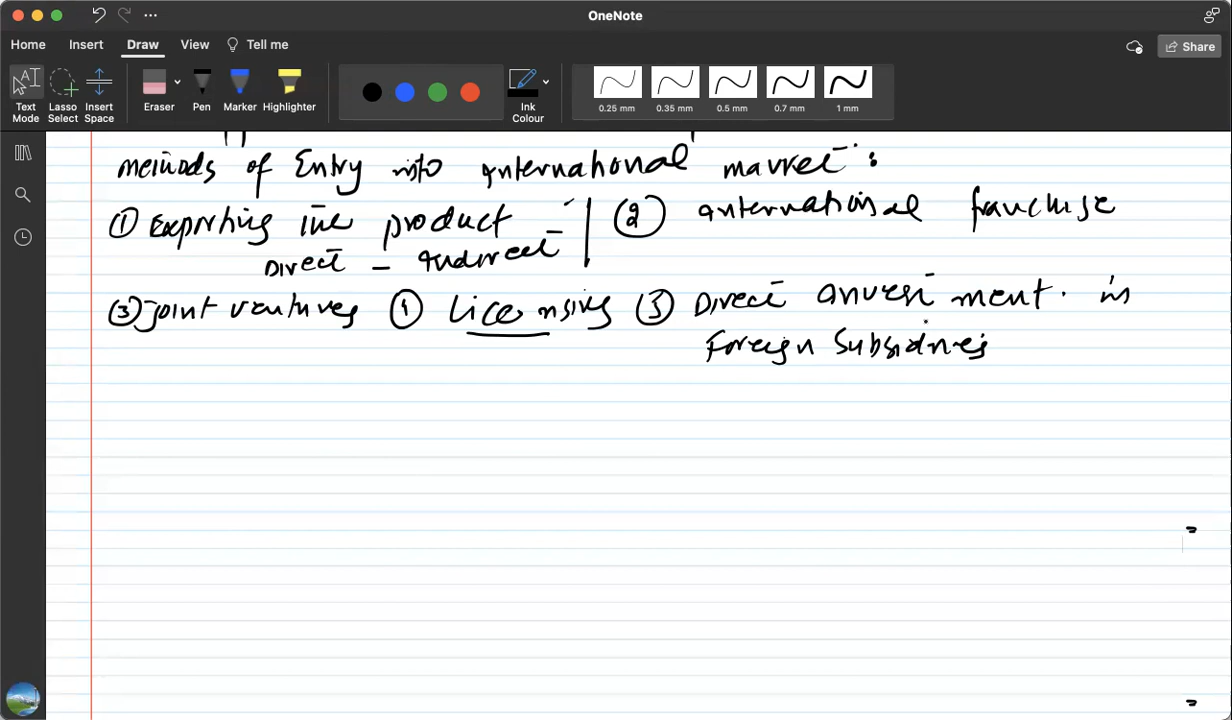 OneNote
Home Insert Draw View Tell me
Share
Text Mode
Lasso Select
Insert Space
Eraser
Pen
Marker
Highlighter
Ink Colour
0.25 mm
0.35 mm
0.5 mm
0.7 mm
1 mm
methods of Entry into international market :
① Exporting the product
② international franchise
Direct - Indirect
③ joint ventures ④ licensing ⑤ Direct investment in
Foreign Subsidiries